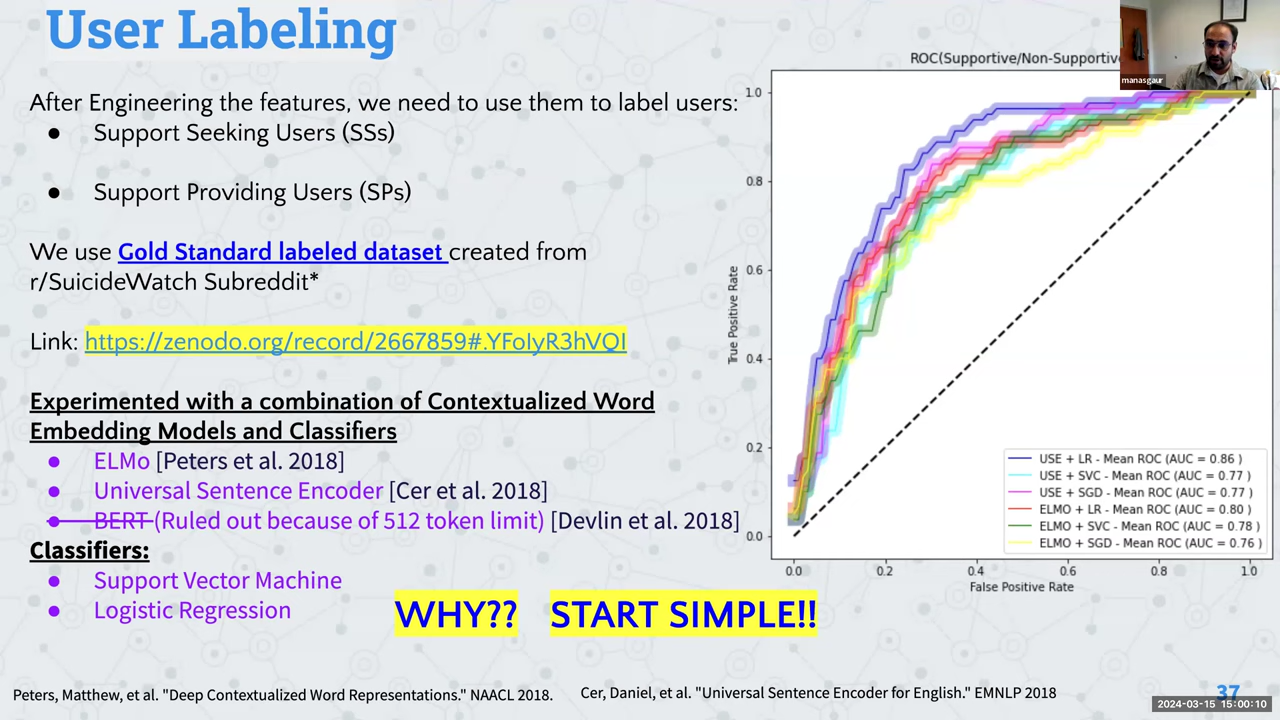 User Labeling
After Engineering the features, we need to use them to label users:
● Support Seeking Users (SSs)
● Support Providing Users (SPs)
We use Gold Standard labeled dataset created from
r/SuicideWatch Subreddit*
Link: https://zenodo.org/record/2667859#.YFoIyR3hVQI
Experimented with a combination of Contextualized Word
Embedding Models and Classifiers
● ELMo [Peters et al. 2018]
● Universal Sentence Encoder [Cer et al. 2018]
● BERT (Ruled out because of 512 token limit) [Devlin et al. 2018]
Classifiers:
● Support Vector Machine
● Logistic Regression
WHY?? START SIMPLE!!
Peters, Matthew, et al. "Deep Contextualized Word Representations." NAACL 2018.
Cer, Daniel, et al. "Universal Sentence Encoder for English." EMNLP 2018
ROC(Supportive/Non-Supportive
manasgaur
1.0
0.8
0.6
0.4
0.2
0.0
True Positive Rate
USE + LR - Mean ROC (AUC = 0.86 )
USE + SVC - Mean ROC (AUC = 0.77 )
USE + SGD - Mean ROC (AUC = 0.77 )
ELMO + LR - Mean ROC (AUC = 0.80 )
ELMO + SVC - Mean ROC (AUC = 0.78 )
ELMO + SGD - Mean ROC (AUC = 0.76 )
0.0 0.2 0.4 0.6 0.8 1.0
False Positive Rate
37
2024-03-15 15:00:10